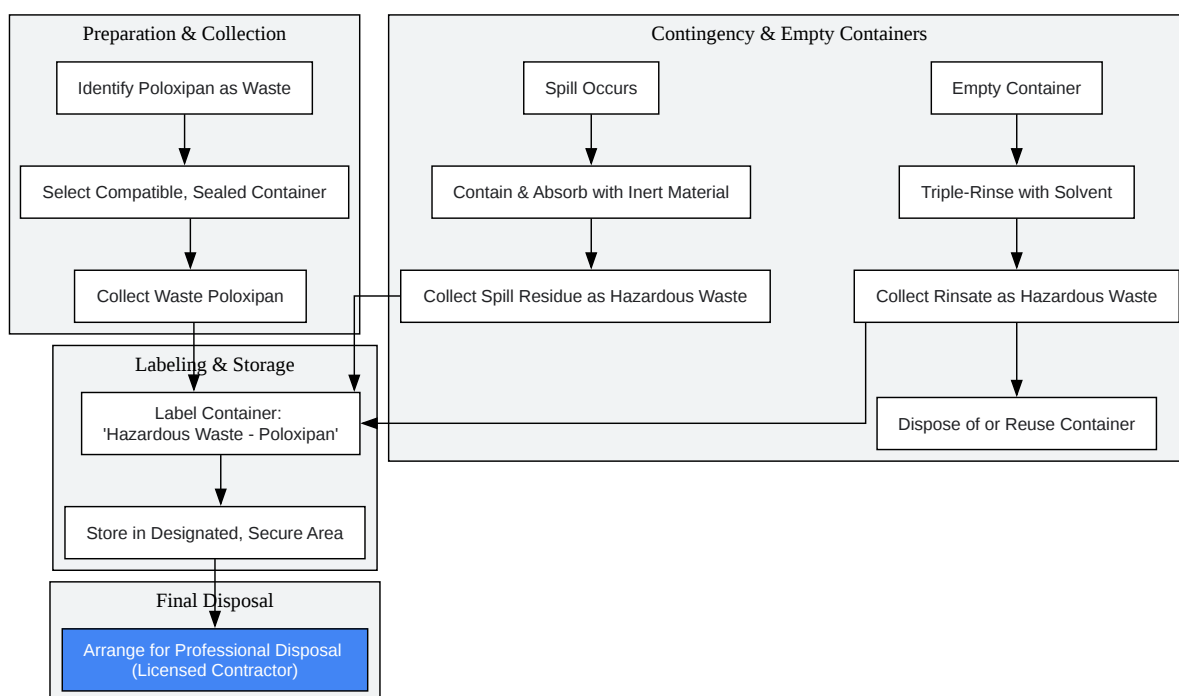 Preparation & Collection
Identify Poloxipan as Waste
Select Compatible, Sealed Container
Collect Waste Poloxipan
Contingency & Empty Containers
Spill Occurs
Contain & Absorb with Inert Material
Collect Spill Residue as Hazardous Waste
Empty Container
Triple-Rinse with Solvent
Collect Rinsate as Hazardous Waste
Dispose of or Reuse Container
Labeling & Storage
Label Container:
'Hazardous Waste - Poloxipan'
Store in Designated, Secure Area
Final Disposal
Arrange for Professional Disposal
(Licensed Contractor)